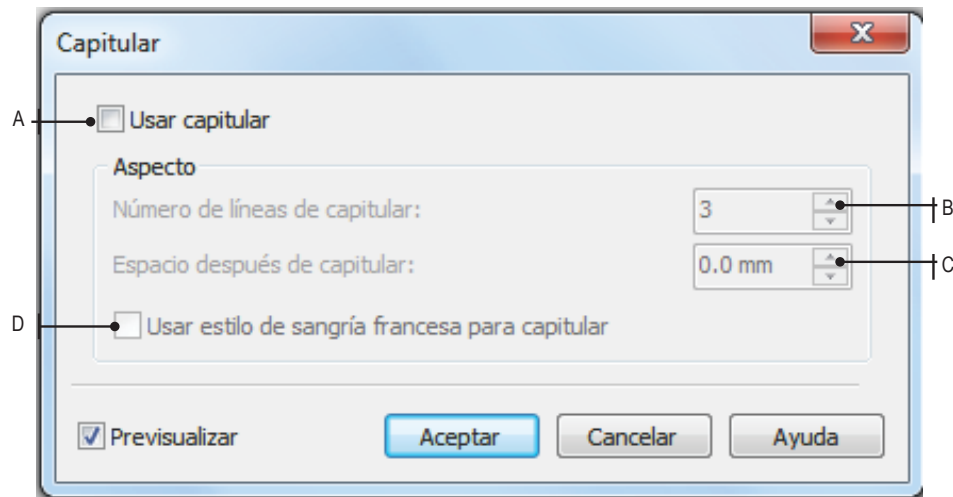 Capitular
A
Usar capitular
Aspecto
Número de líneas de capitular:
3
B
Espacio después de capitular:
0.0 mm
C
D
Usar estilo de sangría francesa para capitular
Previsualizar
Aceptar
Cancelar
Ayuda